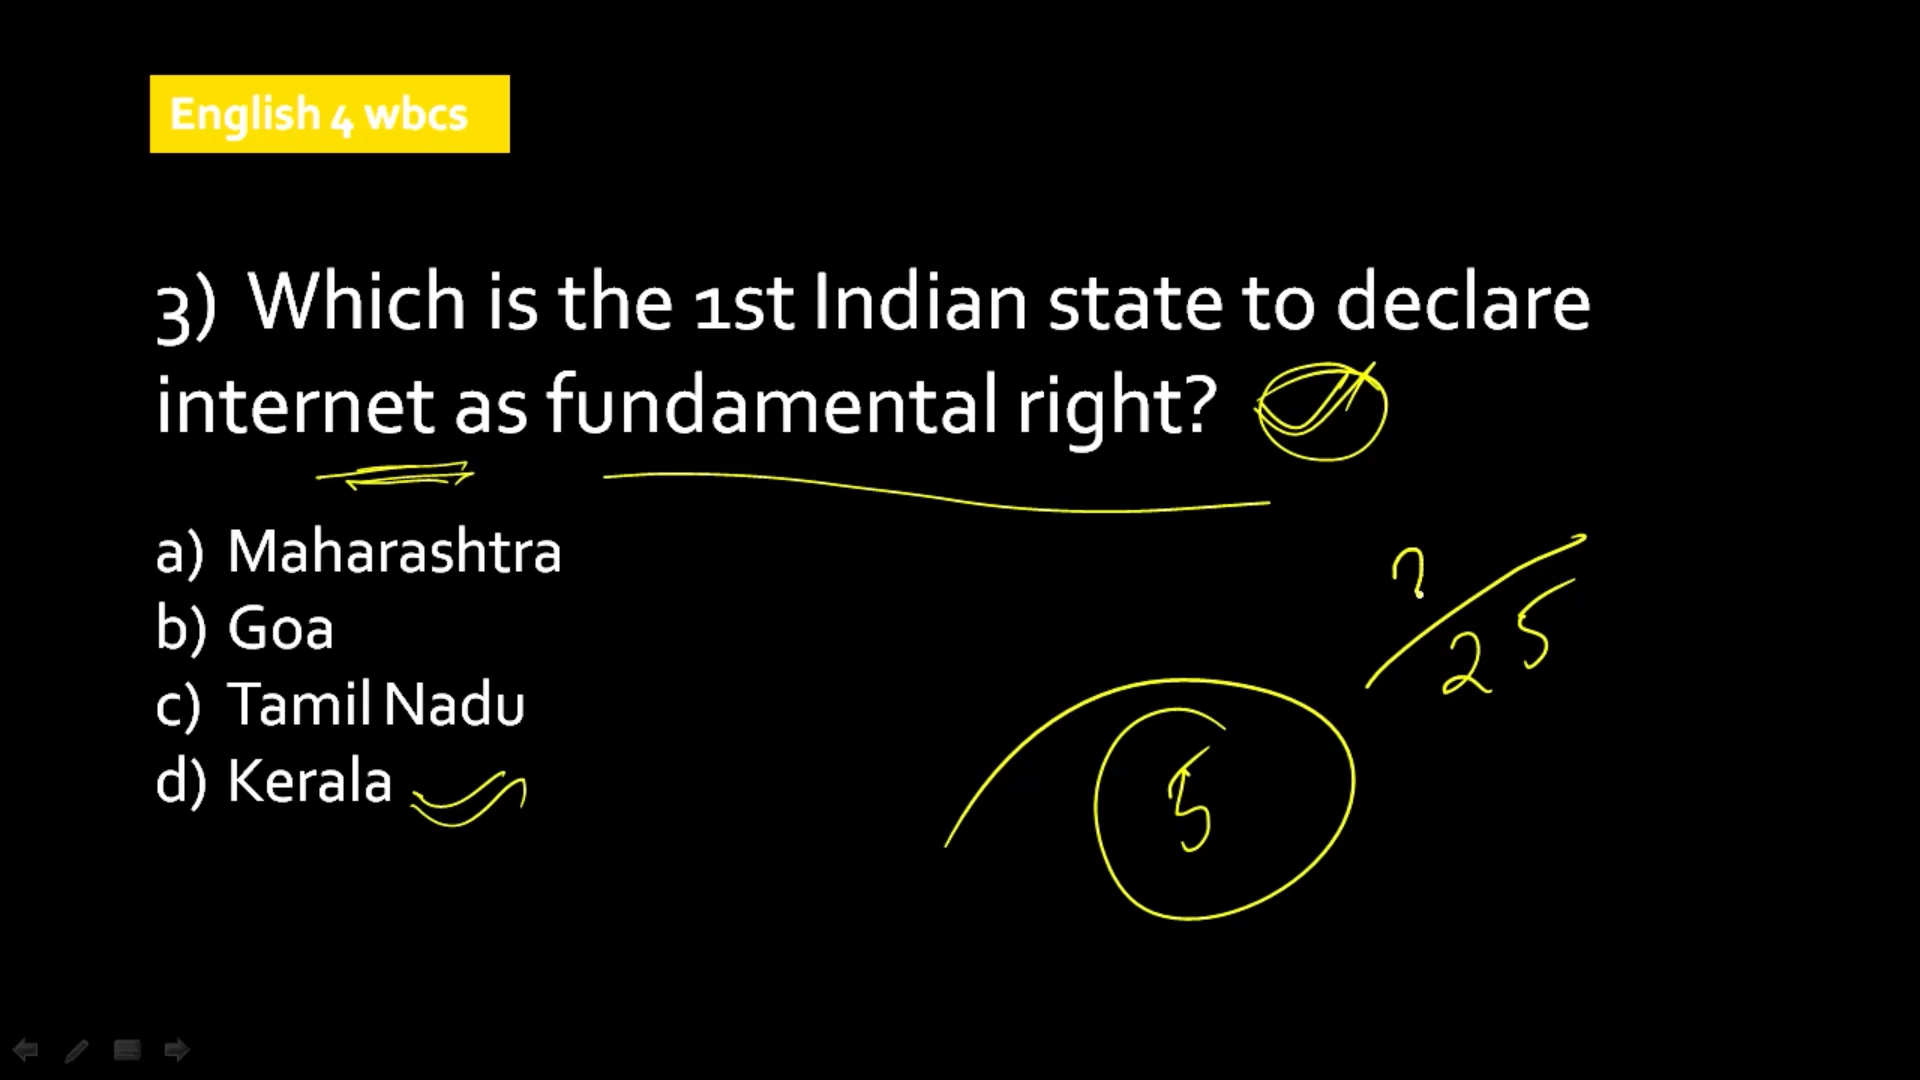 English 4 wbcs
3) Which is the 1st Indian state to declare
internet as fundamental right?
a) Maharashtra
b) Goa
c) Tamil Nadu
d) Kerala
?
25
5